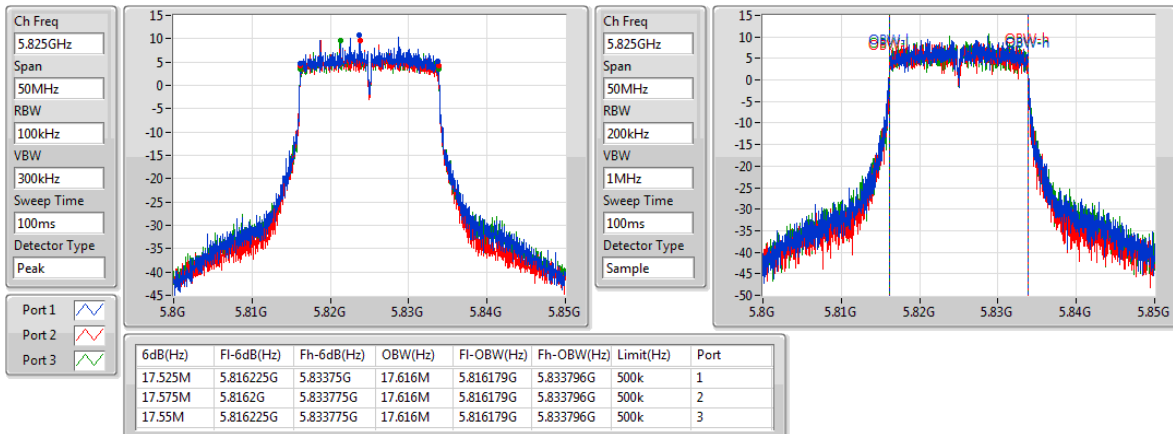 Ch Freq
5.825GHz
Span
50MHz
RBW
100kHz
VBW
300kHz
Sweep Time
100ms
Detector Type
Peak
Port 1
Port 2
Port 3
15
10
5
0
-5
-10
-15
-20
-25
-30
-35
-40
-45
5.8G 5.81G 5.82G 5.83G 5.84G 5.85G
Ch Freq
5.825GHz
Span
50MHz
RBW
200kHz
VBW
1MHz
Sweep Time
100ms
Detector Type
Sample
15
10
5
0
-5
-10
-15
-20
-25
-30
-35
-40
-45
-50
OBW-l OBW-h
5.8G 5.81G 5.82G 5.83G 5.84G 5.85G
6dB(Hz) Fl-6dB(Hz) Fh-6dB(Hz) OBW(Hz) Fl-OBW(Hz) Fh-OBW(Hz) Limit(Hz) Port
17.525M 5.816225G 5.83375G 17.616M 5.816179G 5.833796G 500k 1
17.575M 5.8162G 5.833775G 17.616M 5.816179G 5.833796G 500k 2
17.55M 5.816225G 5.833775G 17.616M 5.816179G 5.833796G 500k 3